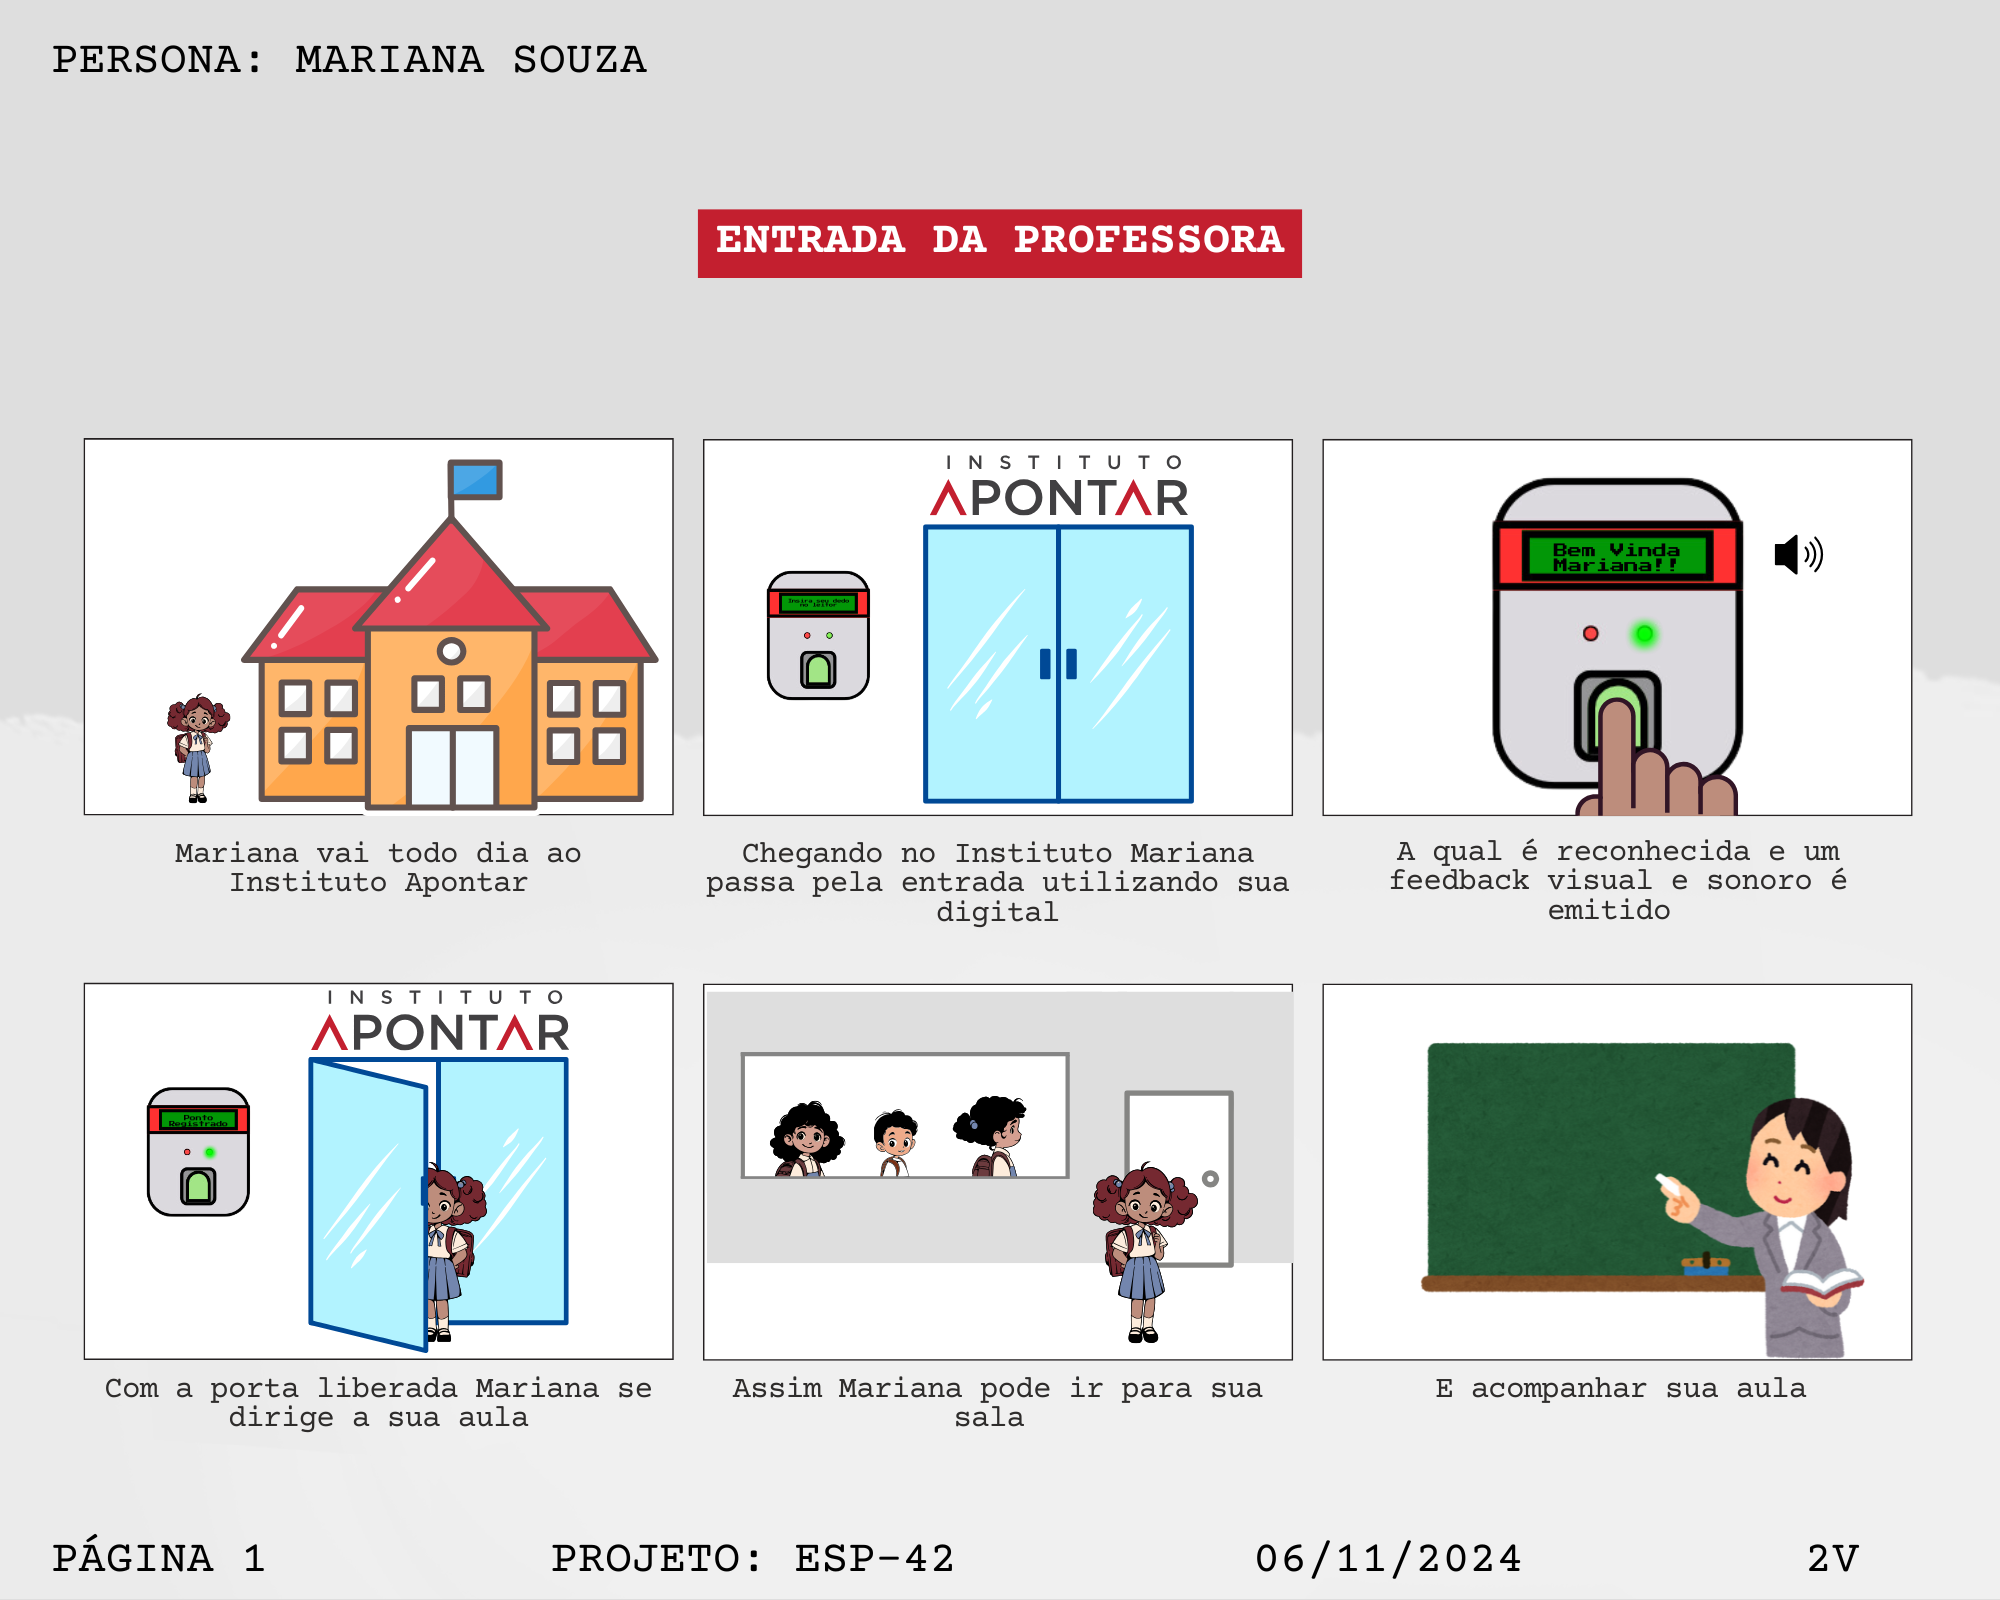 PERSONA: MARIANA SOUZA
ENTRADA DA PROFESSORA
INSTITUTO
APONTAR
Insira seu dedo
no leitor
Bem Vinda
Mariana!!
Mariana vai todo dia ao
Instituto Apontar
Chegando no Instituto Mariana
passa pela entrada utilizando sua
digital
A qual é reconhecida e um
feedback visual e sonoro é
emitido
INSTITUTO
APONTAR
Ponto
Registrado
Com a porta liberada Mariana se
dirige a sua aula
Assim Mariana pode ir para sua
sala
E acompanhar sua aula
PÁGINA 1
PROJETO: ESP-42
06/11/2024
2V